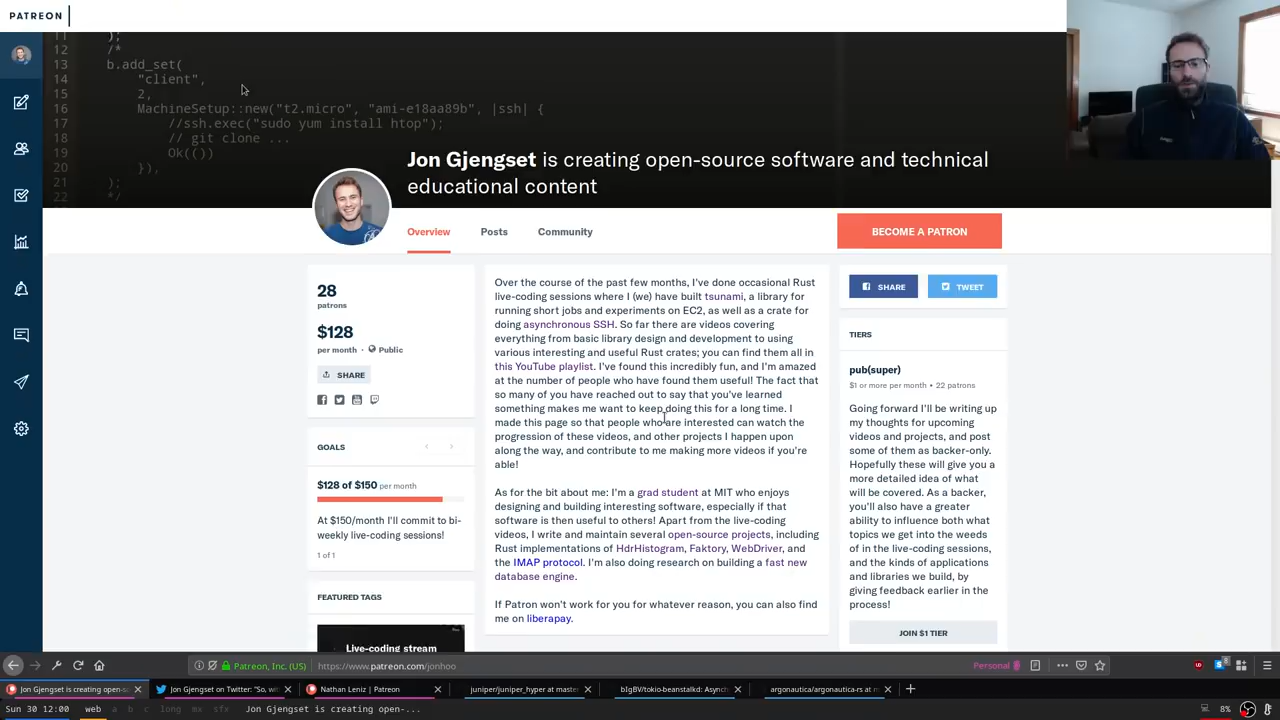 PATREON
11 );
12 /*
13 b.add_set(
14 "client",
15 2,
16 MachineSetup::new("t2.micro", "ami-e18aa89b", |ssh| {
17 //ssh.exec("sudo yum install htop");
18 // git clone ...
19 Ok(())
20 }),
21 );
22 */
Jon Gjengset is creating open-source software and technical
educational content
Overview
Posts
Community
BECOME A PATRON
28
patrons
$128
per month • Public
SHARE
GOALS
$128 of $150 per month
At $150/month I'll commit to bi-
weekly live-coding sessions!
1 of 1
FEATURED TAGS
Live-coding stream
Over the course of the past few months, I've done occasional Rust
live-coding sessions where I (we) have built tsunami, a library for
running short jobs and experiments on EC2, as well as a crate for
doing asynchronous SSH. So far there are videos covering
everything from basic library design and development to using
various interesting and useful Rust crates; you can find them all in
this YouTube playlist. I've found this incredibly fun, and I'm amazed
at the number of people who have found them useful! The fact that
so many of you have reached out to say that you've learned
something makes me want to keep doing this for a long time. I
made this page so that people who are interested can watch the
progression of these videos, and other projects I happen upon
along the way, and contribute to me making more videos if you're
able!
As for the bit about me: I'm a grad student at MIT who enjoys
designing and building interesting software, especially if that
software is then useful to others! Apart from the live-coding
videos, I write and maintain several open-source projects, including
Rust implementations of HdrHistogram, Faktory, WebDriver, and
the IMAP protocol. I'm also doing research on building a fast new
database engine.
If Patron won't work for you for whatever reason, you can also find
me on liberapay.
SHARE
TWEET
TIERS
pub(super)
$1 or more per month • 22 patrons
Going forward I'll be writing up
my thoughts for upcoming
videos and projects, and post
some of them as backer-only.
Hopefully these will give you a
more detailed idea of what
will be covered. As a backer,
you'll also have a greater
ability to influence both what
topics we get into the weeds
of in the live-coding sessions,
and the kinds of applications
and libraries we build, by
giving feedback earlier in the
process!
JOIN $1 TIER
Patreon, Inc. (US) https://www.patreon.com/jonhoo Personal
Jon Gjengset is creating open-s
Jon Gjengset on Twitter: "So, wi
Nathan Leniz | Patreon
juniper/juniper_hyper at maste
bIgBV/tokio-beanstalkd: Asynch
argonautica/argonautica-rs at m
Sun 30 12:00 web a b c long mx sfx Jon Gjengset is creating open-... 8%